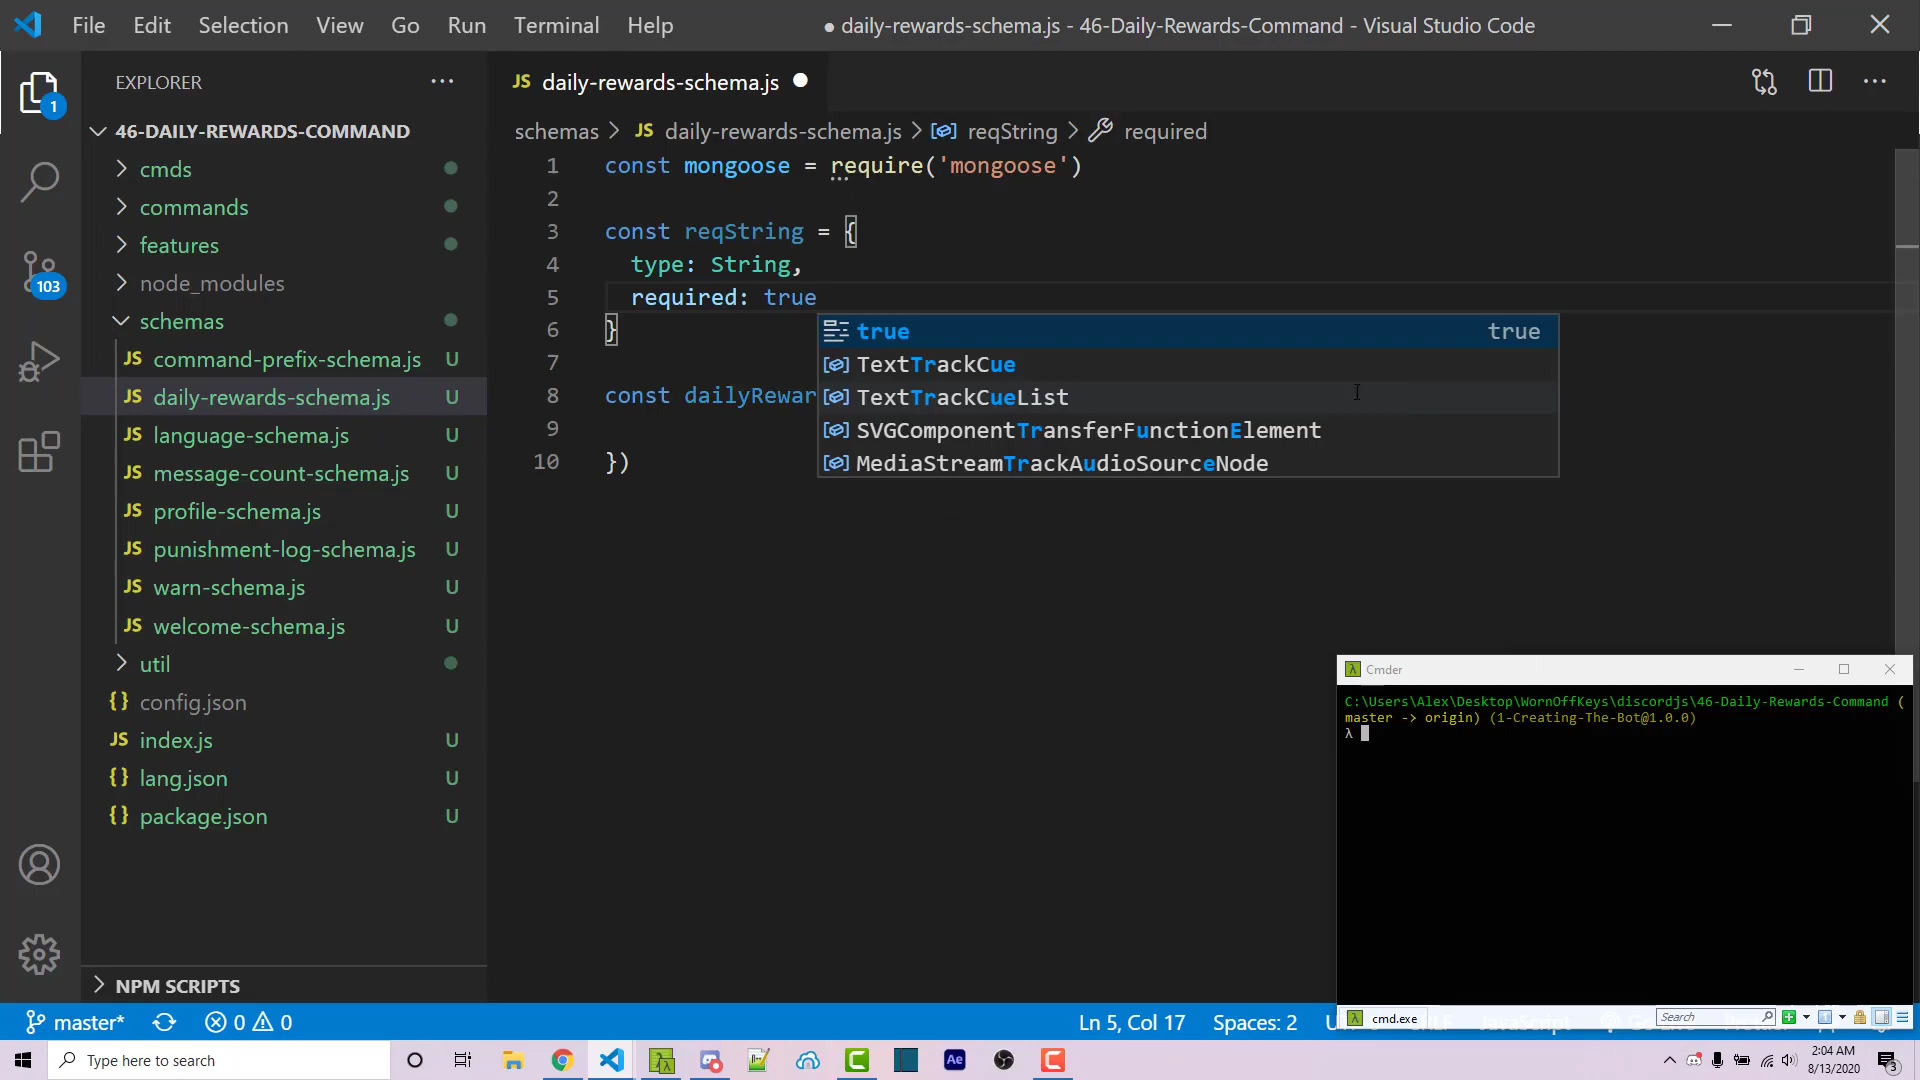 File Edit Selection View Go Run Terminal Help
● daily-rewards-schema.js - 46-Daily-Rewards-Command - Visual Studio Code
EXPLORER
46-DAILY-REWARDS-COMMAND
cmds
commands
features
node_modules
schemas
JS command-prefix-schema.js U
JS daily-rewards-schema.js U
JS language-schema.js U
JS message-count-schema.js U
JS profile-schema.js U
JS punishment-log-schema.js U
JS warn-schema.js U
JS welcome-schema.js U
util
{} config.json
JS index.js U
{} lang.json U
{} package.json U
NPM SCRIPTS
1
103
JS daily-rewards-schema.js
schemas > JS daily-rewards-schema.js > reqString > required
1 const mongoose = require('mongoose')
2
3 const reqString = {
4 type: String,
5 required: true
6 }
7
8 const dailyRewar
9
10 })
true true
TextTrackCue
TextTrackCueList
SVGComponentTransferFunctionElement
MediaStreamTrackAudioSourceNode
Cmder
C:\Users\Alex\Desktop\WornOffKeys\discordjs\46-Daily-Rewards-Command (
master -> origin) (1-Creating-The-Bot@1.0.0)
λ
cmd.exe
Search
master* 0 0
Ln 5, Col 17 Spaces: 2
Type here to search
Ae
2:04 AM
8/13/2020
3